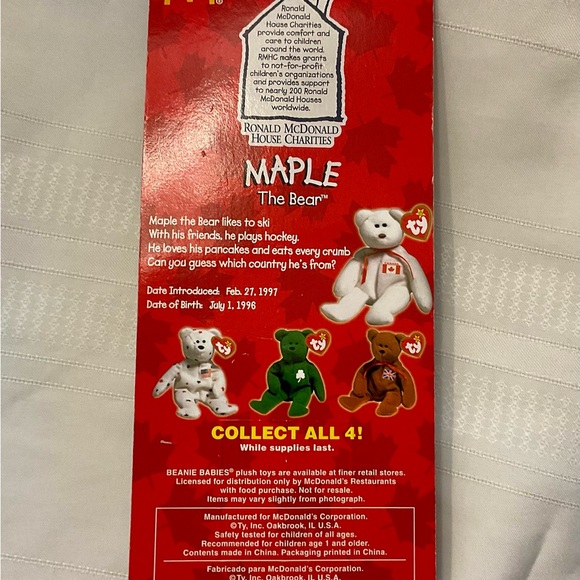 ®
Ronald
McDonald
House Charities
provide comfort and
care to children
around the world.
RMHC makes grants
to not-for-profit
children's organizations
and provides support
to nearly 200 Ronald
McDonald Houses
worldwide.
RONALD MCDONALD
HOUSE CHARITIES
MAPLE
The Bear™
Maple the Bear likes to ski
With his friends, he plays hockey.
He loves his pancakes and eats every crumb
Can you guess which country he's from?
Date Introduced: Feb. 27, 1997
Date of Birth: July 1, 1996
ty
ty
ty
ty
COLLECT ALL 4!
While supplies last.
BEANIE BABIES® plush toys are available at finer retail stores.
Licensed for distribution only by McDonald's Restaurants
with food purchase. Not for resale.
Items may vary slightly from photograph.
Manufactured for McDonald's Corporation.
©Ty, Inc. Oakbrook, IL U.S.A.
Safety tested for children of all ages.
Recommended for children age 1 and older.
Contents made in China. Packaging printed in China.
Fabricado para McDonald's Corporation.
©Ty, Inc. Oakbrook, IL U.S.A.